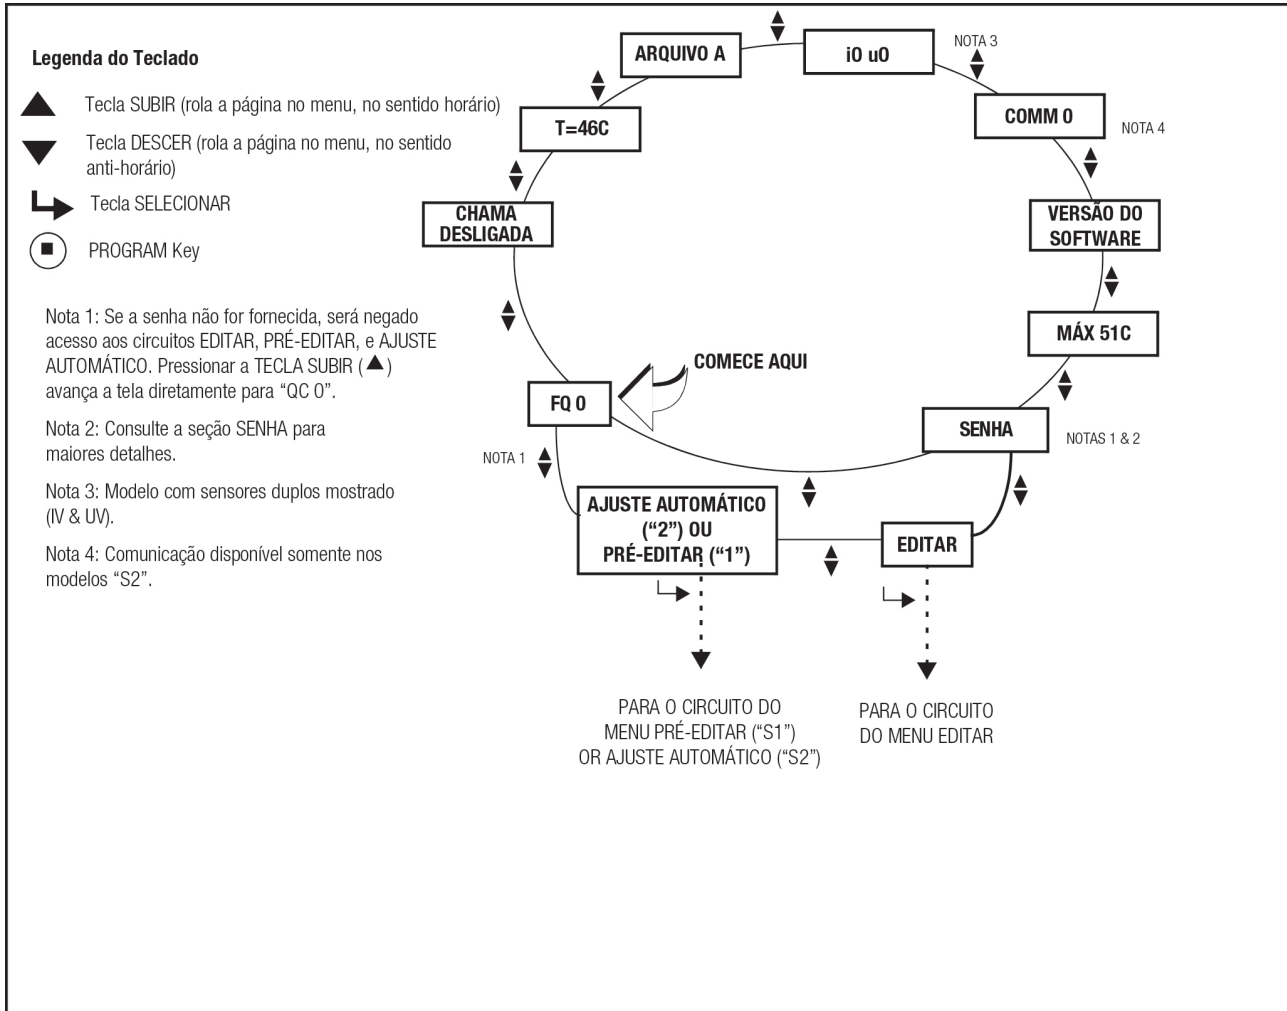 Legenda do Teclado
Tecla SUBIR (rola a página no menu, no sentido horário)
Tecla DESCER (rola a página no menu, no sentido
anti-horário)
Tecla SELECIONAR
PROGRAM Key
Nota 1: Se a senha não for fornecida, será negado
acesso aos circuitos EDITAR, PRÉ-EDITAR, e AJUSTE
AUTOMÁTICO. Pressionar a TECLA SUBIR (▲)
avança a tela diretamente para “QC 0”.
Nota 2: Consulte a seção SENHA para
maiores detalhes.
Nota 3: Modelo com sensores duplos mostrado
(IV & UV).
Nota 4: Comunicação disponível somente nos
modelos “S2”.
ARQUIVO A
i0 u0
NOTA 3
T=46C
COMM 0
NOTA 4
CHAMA
DESLIGADA
VERSÃO DO
SOFTWARE
MÁX 51C
COMECE AQUI
FQ 0
SENHA
NOTAS 1 & 2
NOTA 1
AJUSTE AUTOMÁTICO
(“2”) OU
PRÉ-EDITAR (“1”)
EDITAR
PARA O CIRCUITO DO
MENU PRÉ-EDITAR (“S1”)
OR AJUSTE AUTOMÁTICO (“S2”)
PARA O CIRCUITO
DO MENU EDITAR